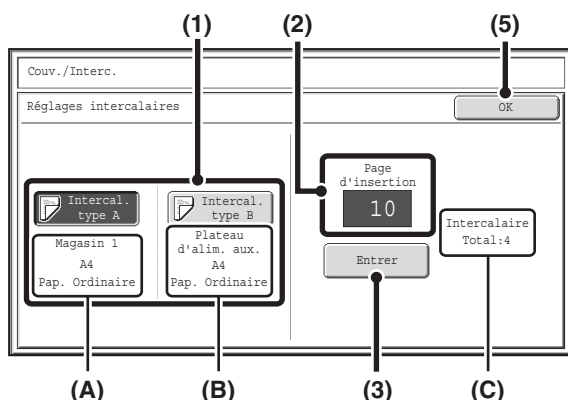 (1)
(2)
(5)
Couv./Interc.
Réglages intercalaires
OK
Intercal.
type A
Intercal.
type B
Magasin 1
A4
Pap. Ordinaire
Plateau
d'alim. aux.
A4
Pap. Ordinaire
Page
d'insertion
10
Entrer
Intercalaire
Total:4
(A)
(B)
(3)
(C)